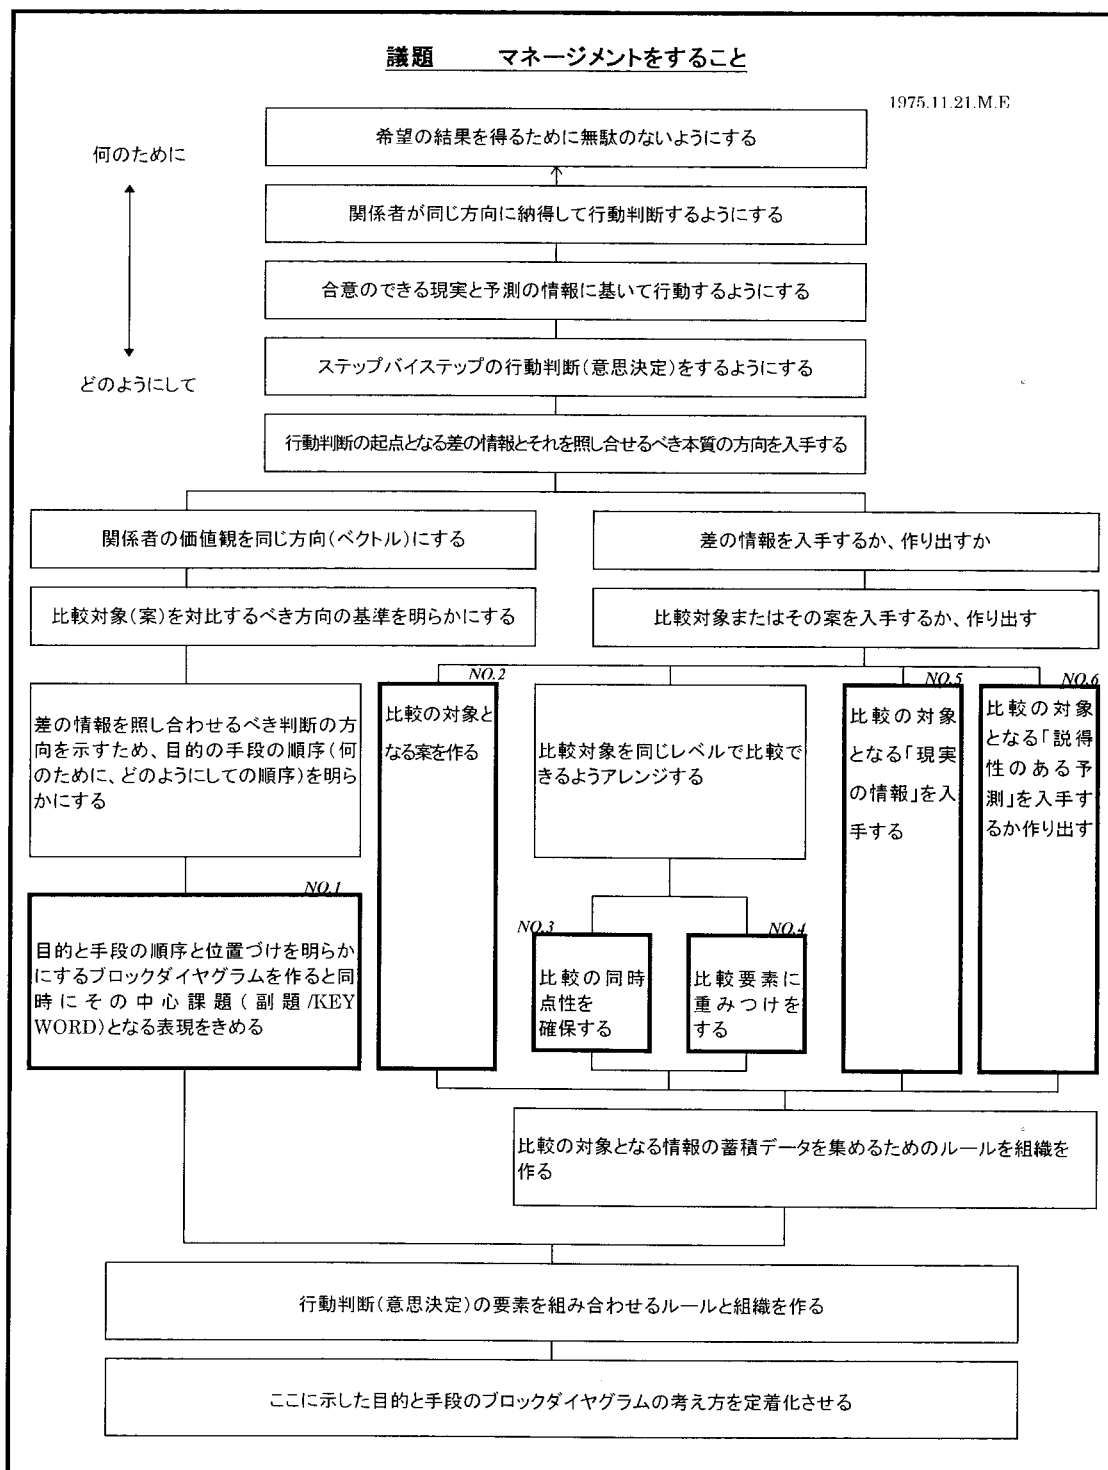 議題　　マネージメントをすること
1975.11.21.M.E
希望の結果を得るために無駄のないようにする
何のために
関係者が同じ方向に納得して行動判断するようにする
合意のできる現実と予測の情報に基いて行動するようにする
ステップバイステップの行動判断(意思決定)をするようにする
どのようにして
行動判断の起点となる差の情報とそれを照し合せるべき本質の方向を入手する
関係者の価値観を同じ方向(ベクトル)にする
差の情報を入手するか、作り出すか
比較対象(案)を対比するべき方向の基準を明らかにする
比較対象またはその案を入手するか、作り出す
差の情報を照し合わせるべき判断の方
向を示すため、目的の手段の順序(何
のために、どのようにしての順序)を明ら
かにする
NO.2
比較の対象と
なる案を作る
比較対象を同じレベルで比較で
きるようアレンジする
NO.5
比較の対象
となる「現実
の情報」を入
手する
NO.6
比較の対象
となる「説得
性のある予
測」を入手す
るか作り出す
NO.1
目的と手段の順序と位置づけを明らか
にするブロックダイヤグラムを作ると同
時にその中心課題(副題/KEY
WORD)となる表現をきめる
NO.3
比較の同時
点性を
確保する
NO.4
比較要素に
重みつけを
する
比較の対象となる情報の蓄積データを集めるためのルールを組織を
作る
行動判断(意思決定)の要素を組み合わせるルールと組織を作る
ここに示した目的と手段のブロックダイヤグラムの考え方を定着化させる